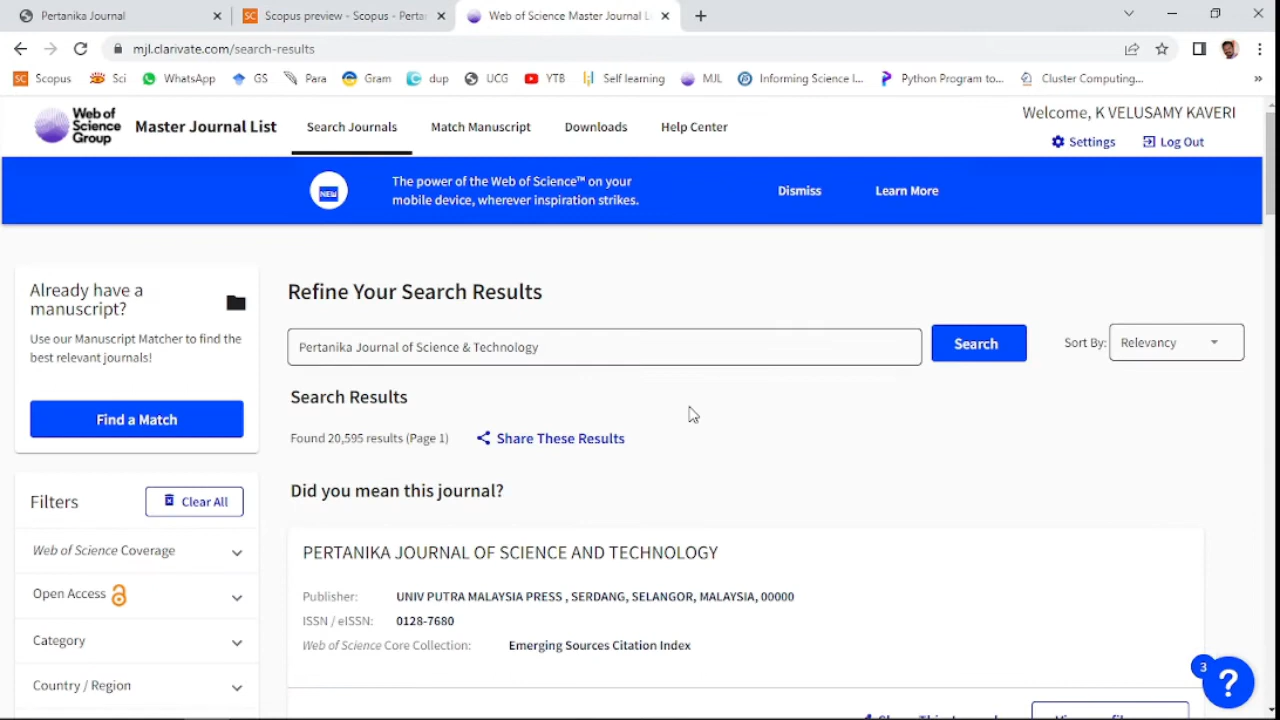 Pertanika Journal
Scopus preview - Scopus - Pertan
Web of Science Master Journal L
mjl.clarivate.com/search-results
Scopus
Sci
WhatsApp
GS
Para
Gram
dup
UCG
YTB
Self learning
MJL
Informing Science I...
Python Program to...
Cluster Computing...
Web of
Science
Group
Master Journal List
Search Journals
Match Manuscript
Downloads
Help Center
Welcome, K VELUSAMY KAVERI
Settings
Log Out
NEW
The power of the Web of Science™ on your
mobile device, wherever inspiration strikes.
Dismiss
Learn More
Already have a
manuscript?
Use our Manuscript Matcher to find the
best relevant journals!
Find a Match
Refine Your Search Results
Pertanika Journal of Science & Technology
Search
Sort By:
Relevancy
Search Results
Found 20,595 results (Page 1)
Share These Results
Filters
Clear All
Web of Science Coverage
Open Access
Category
Country / Region
Did you mean this journal?
PERTANIKA JOURNAL OF SCIENCE AND TECHNOLOGY
Publisher: UNIV PUTRA MALAYSIA PRESS , SERDANG, SELANGOR, MALAYSIA, 00000
ISSN / eISSN: 0128-7680
Web of Science Core Collection: Emerging Sources Citation Index
3
?